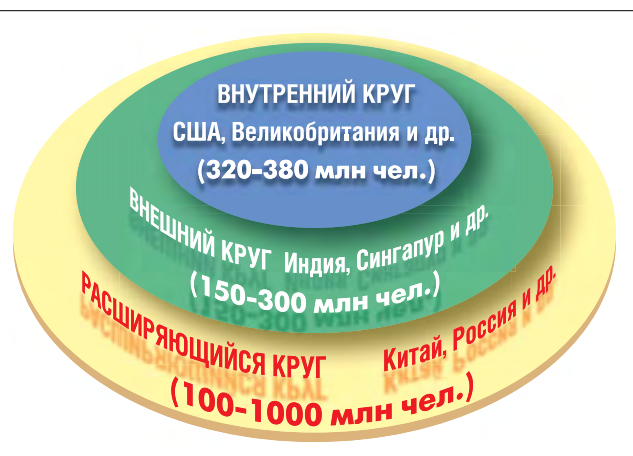 ВНУТРЕННИЙ КРУГ
США, Великобритания и др.
(320–380 млн чел.)
ВНЕШНИЙ КРУГ Индия, Сингапур и др.
(150–300 млн чел.)
РАСШИРЯЮЩИЙСЯ КРУГ Китай, Россия и др.
(100–1000 млн чел.)